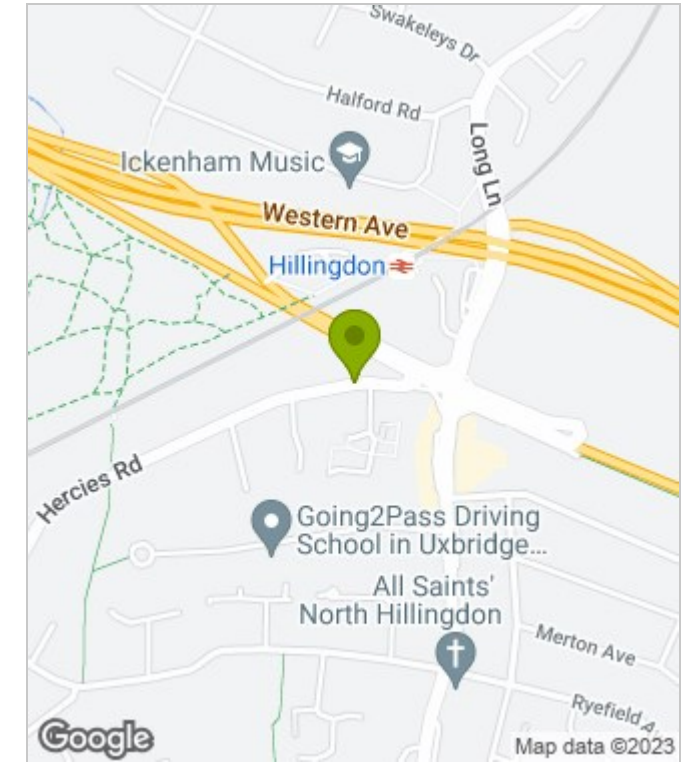 Swakeleys Dr
Halford Rd
Long Ln
Ickenham Music
Western Ave
Hillingdon
Hercies Rd
Going2Pass Driving
School in Uxbridge...
All Saints'
North Hillingdon
Merton Ave
Ryefield A
Google
Map data ©2023